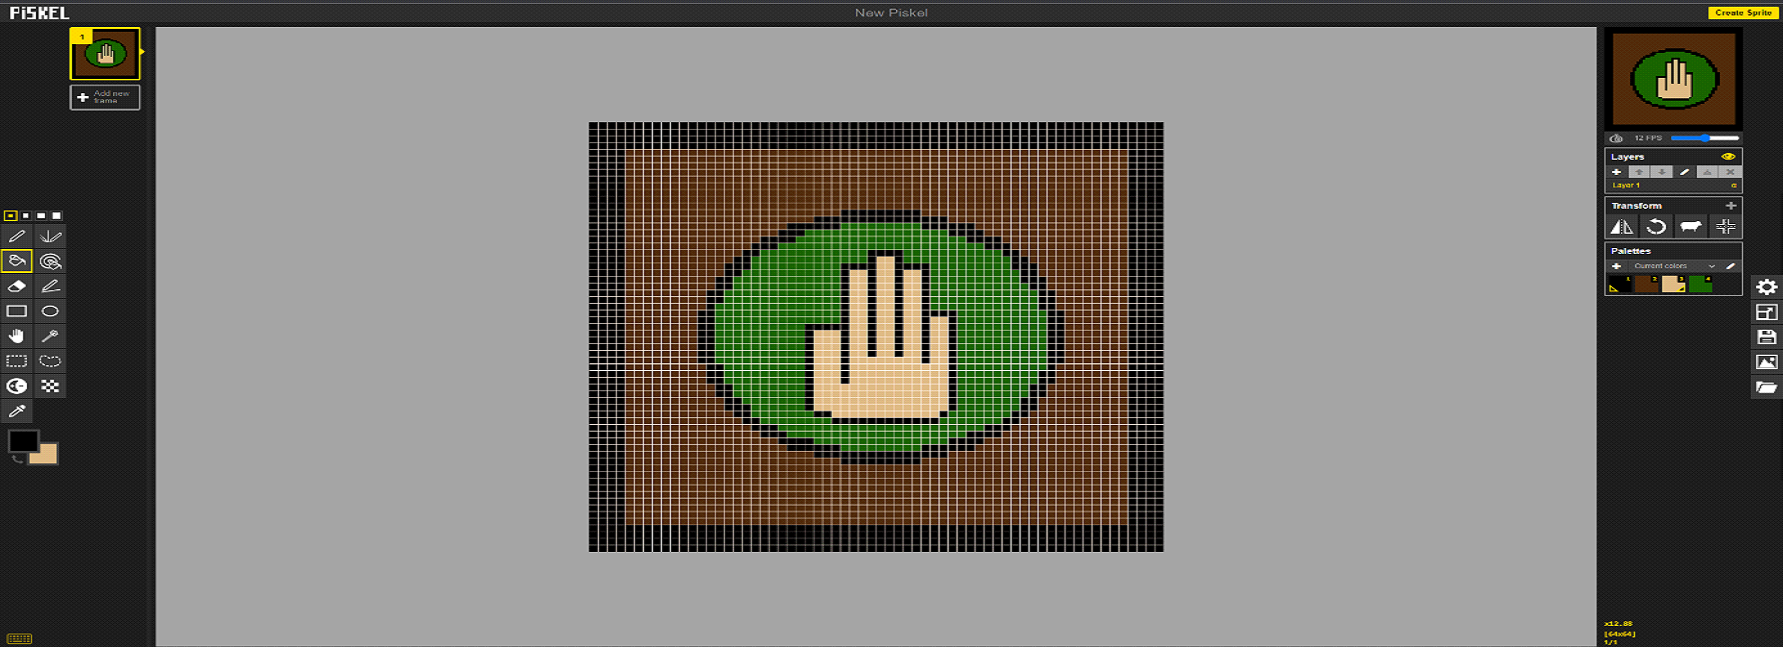 PiSKEL
New Piskel
Create Sprite
1
Add new
frame
12 FPS
Layers
Layer 1
α
Transform
Palettes
Current colors
1 2 3 4
x12.88
[64x64]
1/1